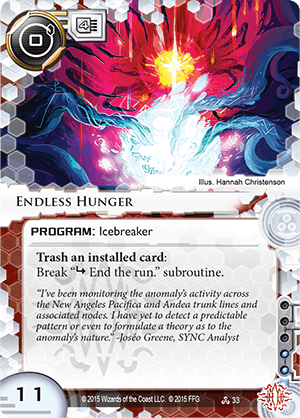 0
4
Illus. Hannah Christenson
ENDLESS HUNGER
PROGRAM: Icebreaker
Trash an installed card:
Break “↳ End the run.” subroutine.
"I've been monitoring the anomaly's activity across
the New Angeles Pacifica and Andea trunk lines and
associated nodes. I have yet to detect a predictable
pattern or even to formulate a theory as to the
anomaly's nature." -Joséo Greene, SYNC Analyst
11
©2015 Wizards of the Coast LLC. ©2015 FFG
33